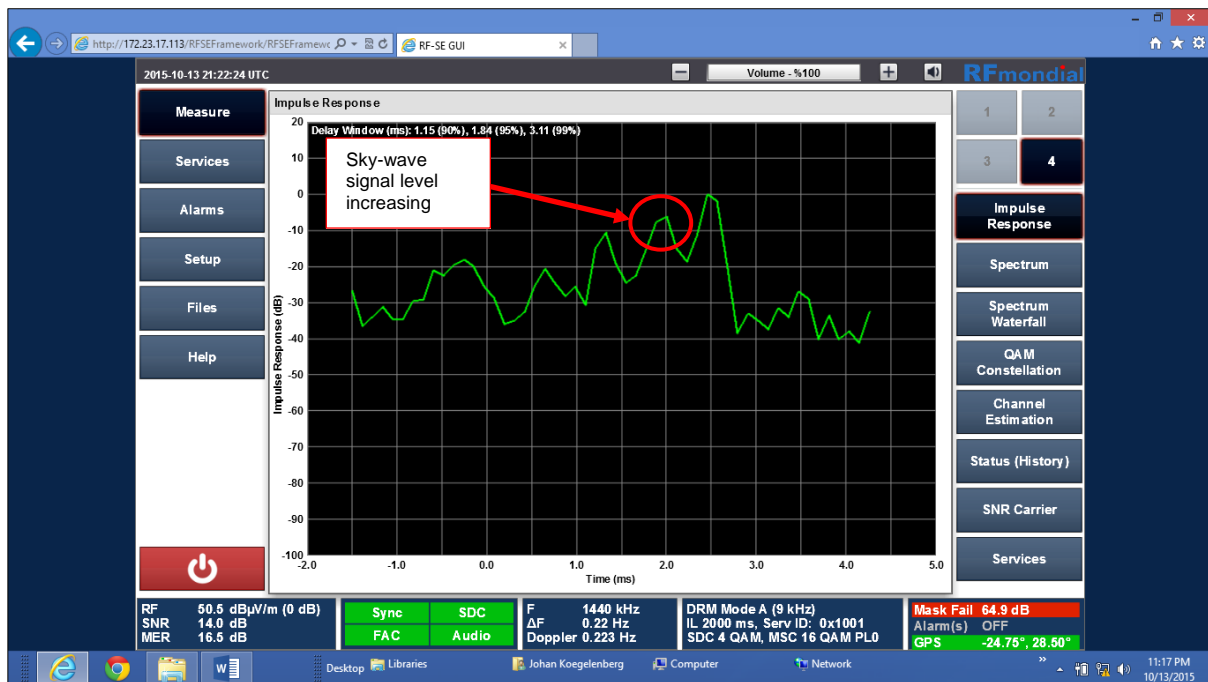 http://172.23.17.113/RFSEFramework/RFSEFramewc
RF-SE GUI
2015-10-13 21:22:24 UTC
Volume - %100
RFmondial
Measure
Services
Alarms
Setup
Files
Help
Impulse Response
Delay Window (ms): 1.15 (90%), 1.84 (95%), 3.11 (99%)
Sky-wave
signal level
increasing
Impulse Response (dB)
20
10
0
-10
-20
-30
-40
-50
-60
-70
-80
-90
-100
-2.0 -1.0 0.0 1.0 2.0 3.0 4.0 5.0
Time (ms)
1 2
3 4
Impulse
Response
Spectrum
Spectrum
Waterfall
QAM
Constellation
Channel
Estimation
Status (History)
SNR Carrier
Services
RF 50.5 dBµV/m (0 dB)
SNR 14.0 dB
MER 16.5 dB
Sync SDC
FAC Audio
F 1440 kHz
ΔF 0.22 Hz
Doppler 0.223 Hz
DRM Mode A (9 kHz)
IL 2000 ms, Serv ID: 0x1001
SDC 4 QAM, MSC 16 QAM PL0
Mask Fail 64.9 dB
Alarm(s) OFF
GPS -24.75°, 28.50°
Desktop Libraries Johan Koegelenberg Computer Network
11:17 PM
10/13/2015